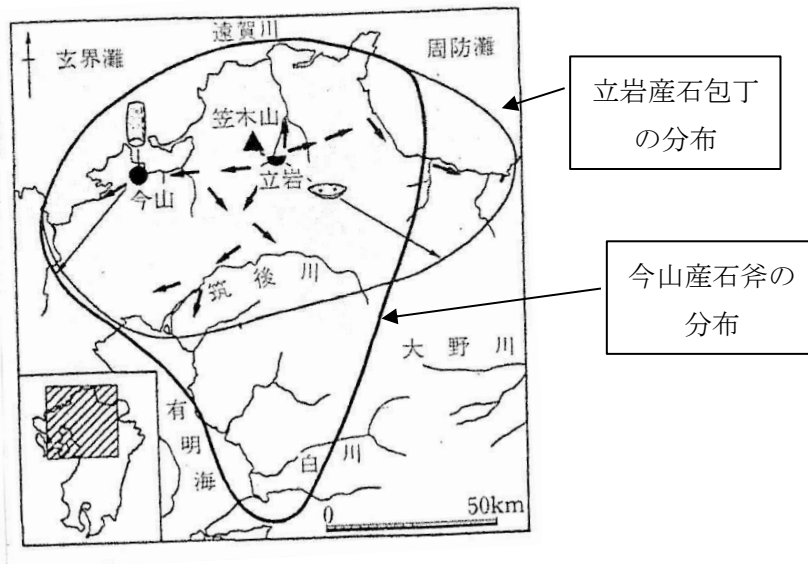 遠賀川
玄界灘
周防灘
笠木山
立岩
今山
筑後川
大野川
有明海
白川
0 50km
立岩産石包丁
の分布
今山産石斧の
分布